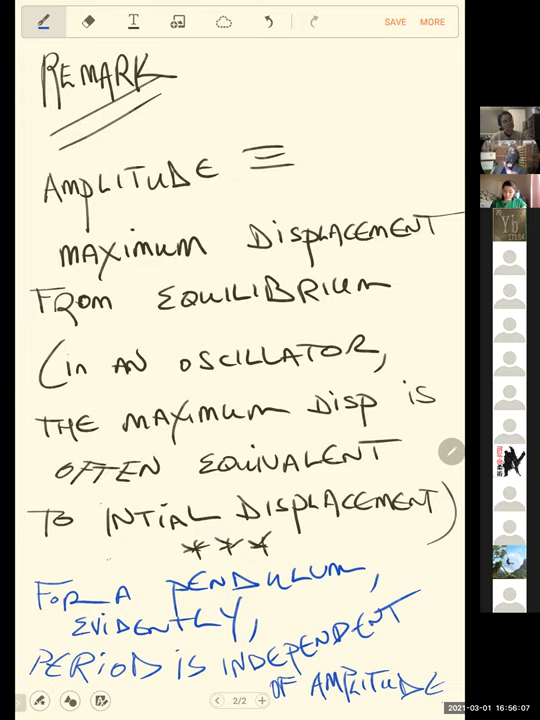 SAVE MORE
REMARK
AMPLITUDE ≡
MAXIMUM DISPLACEMENT
FROM EQUILIBRIUM
(in AN OSCILLATOR,
THE MAXIMUM DISP is
OFTEN EQUIVALENT
TO INTIAL DISPLACEMENT)
***
FOR A PENDULUM,
EVIDENTLY,
PERIOD IS INDEPENDENT
OF AMPLITUDE
2/2
Yb
2021-03-01 16:56:07